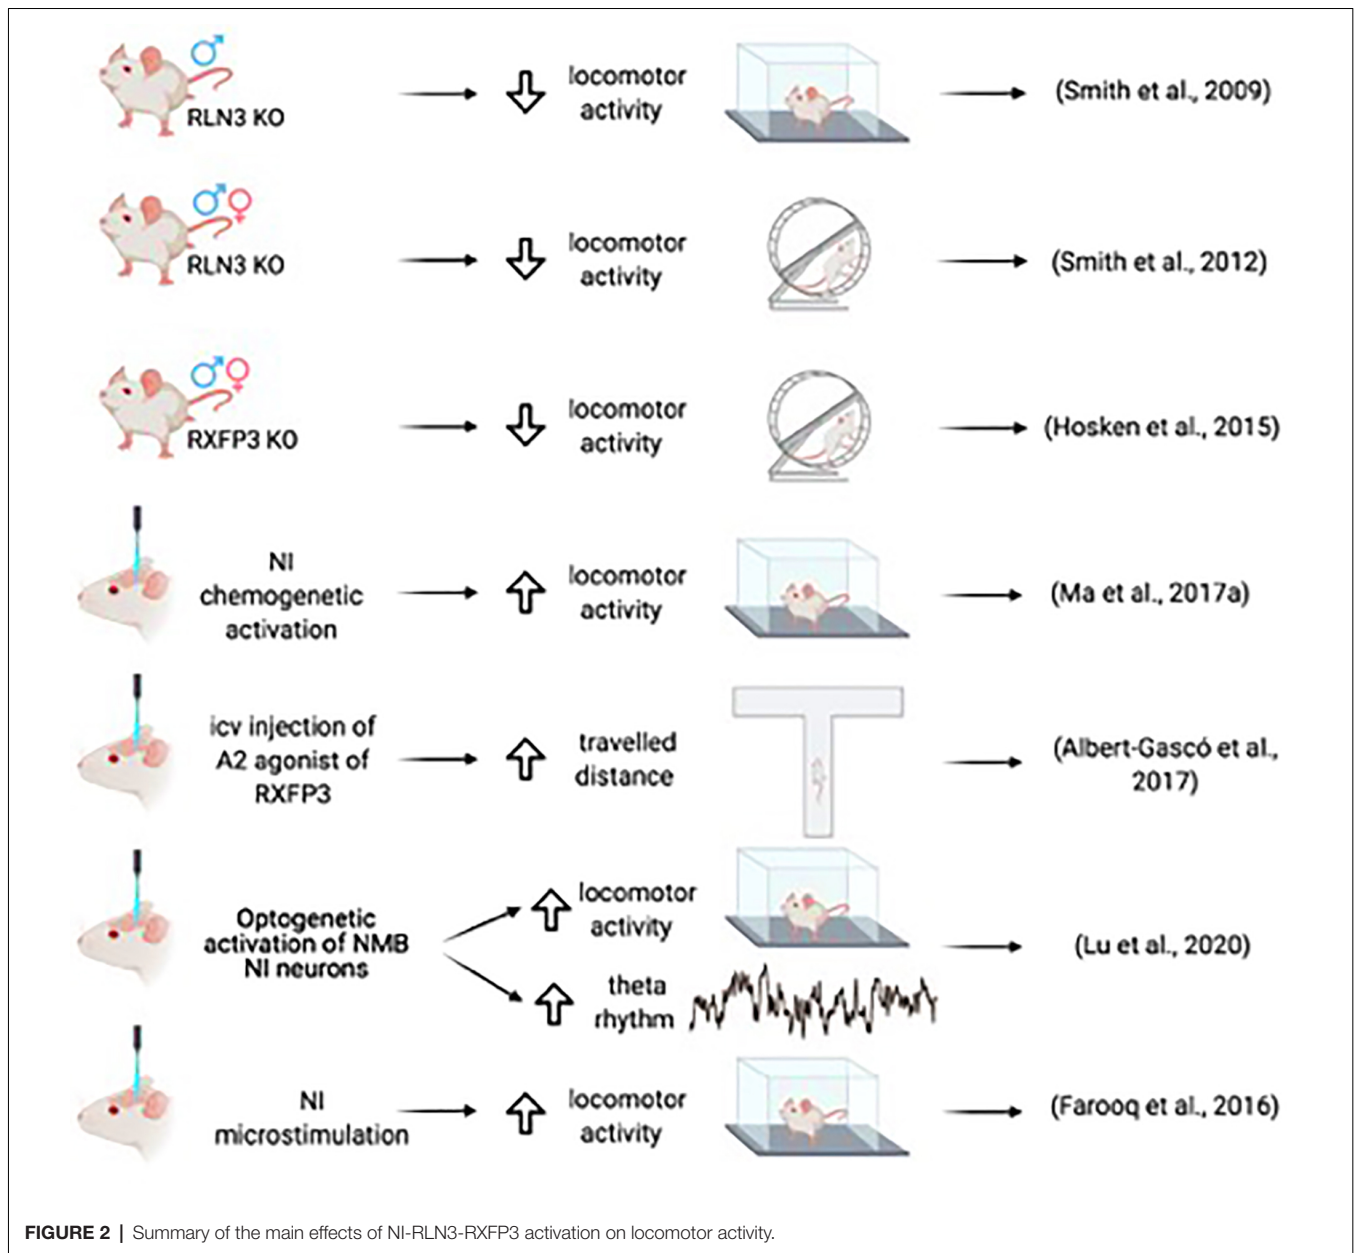 ♂
RLN3 KO
locomotor
activity
(Smith et al., 2009)
♂♀
RLN3 KO
locomotor
activity
(Smith et al., 2012)
♂♀
RXFP3 KO
locomotor
activity
(Hosken et al., 2015)
NI
chemogenetic
activation
locomotor
activity
(Ma et al., 2017a)
icv injection of
A2 agonist of
RXFP3
travelled
distance
(Albert-Gascó et al.,
2017)
Optogenetic
activation of NMB
NI neurons
locomotor
activity
theta
rhythm
(Lu et al., 2020)
NI
microstimulation
locomotor
activity
(Farooq et al., 2016)
FIGURE 2 | Summary of the main effects of NI-RLN3-RXFP3 activation on locomotor activity.